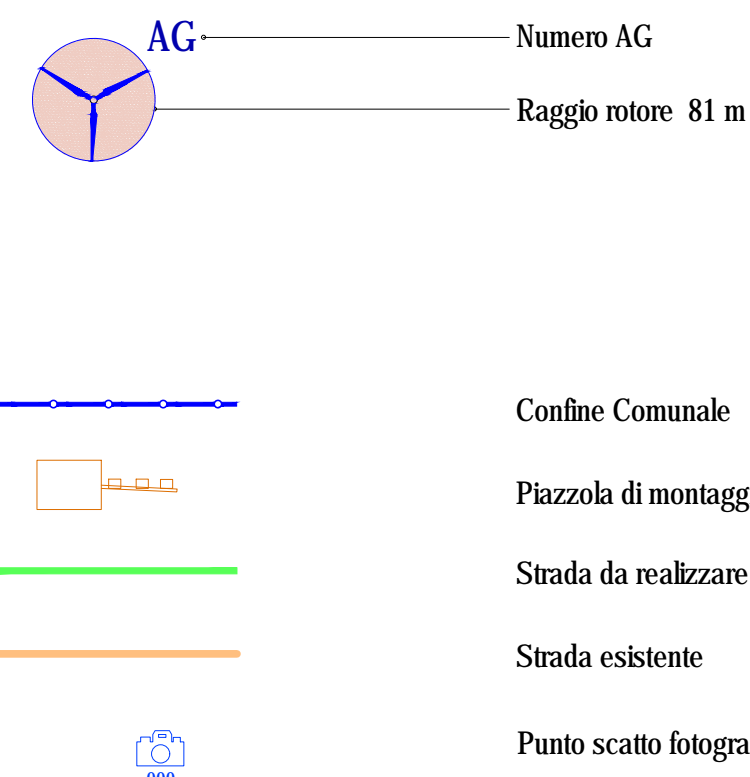 AG Numero AG
Raggio rotore 81 m
Confine Comunale
Piazzola di montagg
Strada da realizzare
Strada esistente
Punto scatto fotogra